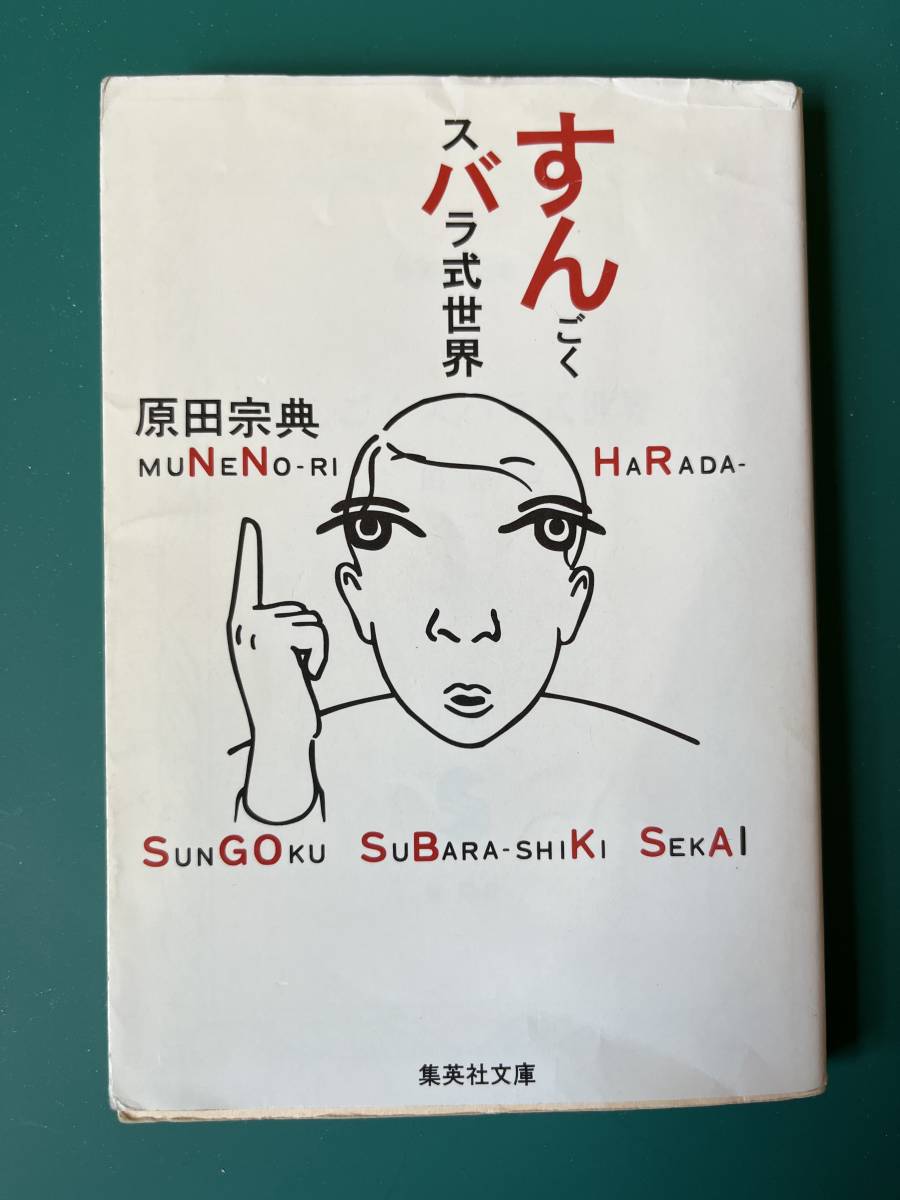 すんごく
スバラ式世界
原田宗典
MUNENO-RI HARADA-
SUNGOKU SUBARA-SHIKI SEKAI
集英社文庫